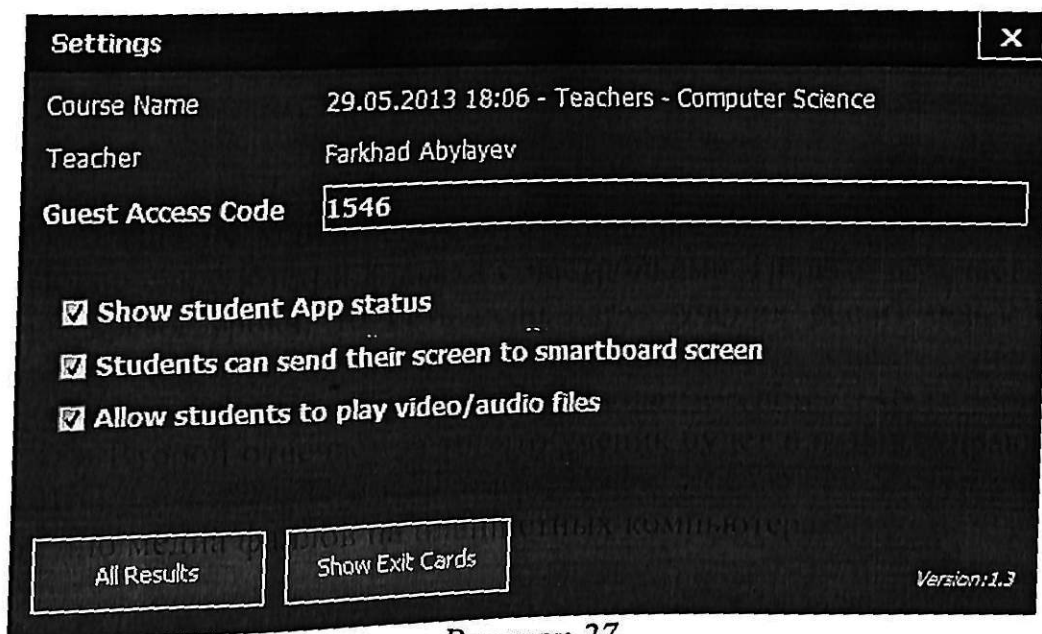 Settings
X
Course Name 29.05.2013 18:06 - Teachers - Computer Science
Teacher Farkhad Abylayev
Guest Access Code 1546
Show student App status
Students can send their screen to smartboard screen
Allow students to play video/audio files
All Results Show Exit Cards
Version:1.3
27